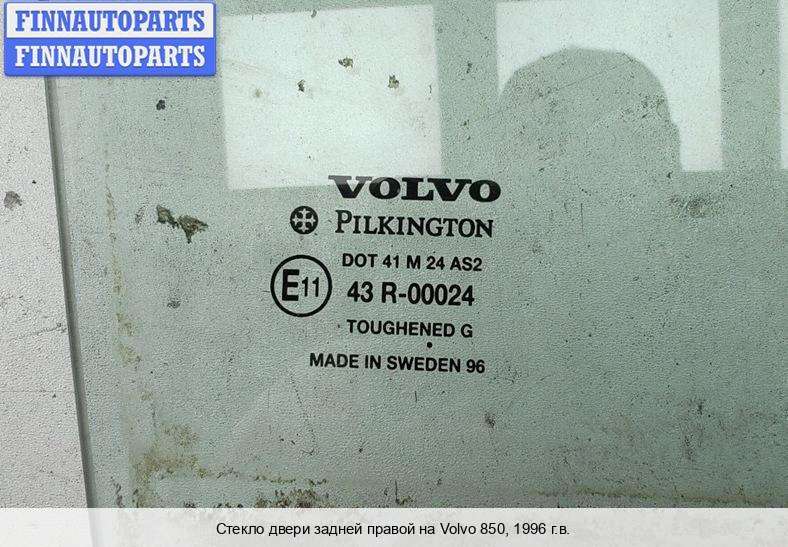 FINNAUTOPARTS
FINNAUTOPARTS
VOLVO
PILKINGTON
DOT 41 M 24 AS2
E11 43 R-00024
TOUGHENED G
MADE IN SWEDEN 96
Стекло двери задней правой на Volvo 850, 1996 г.в.